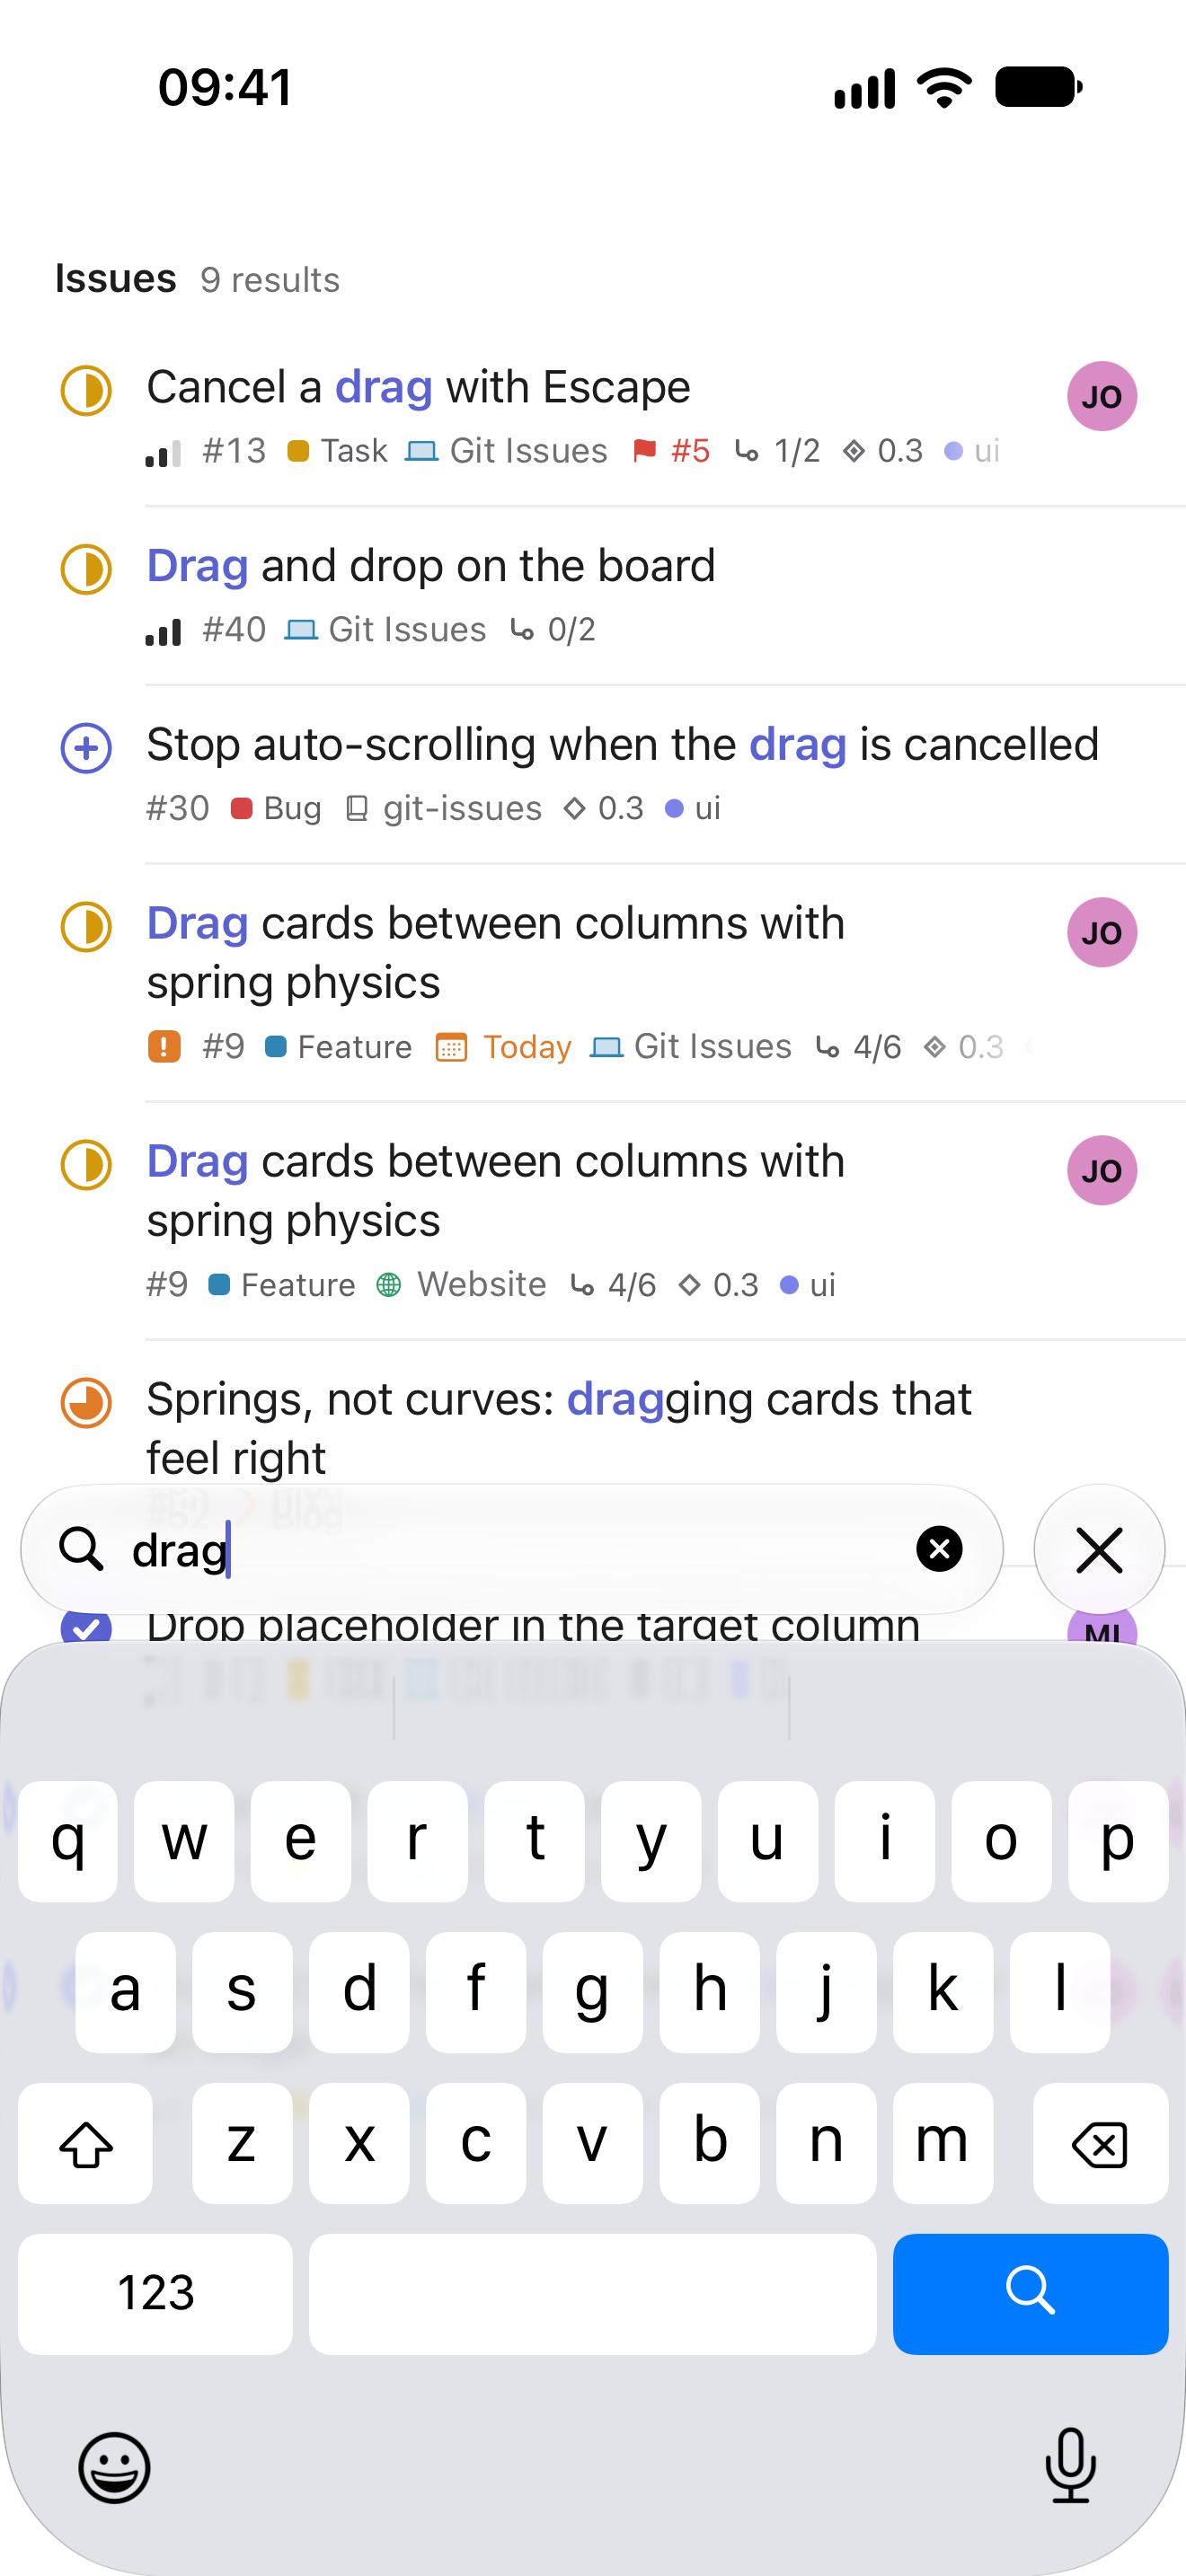 09:41
Issues 9 results
Cancel a drag with Escape
JO
#13 Task Git Issues #5 1/2 0.3 ui
Drag and drop on the board
#40 Git Issues 0/2
Stop auto-scrolling when the drag is cancelled
#30 Bug git-issues 0.3 ui
Drag cards between columns with
spring physics
JO
#9 Feature Today Git Issues 4/6 0.3
Drag cards between columns with
spring physics
JO
#9 Feature Website 4/6 0.3 ui
Springs, not curves: dragging cards that
feel right
#62 Blog
drag
Drop placeholder in the target column
MI
q w e r t y u i o p
a s d f g h j k l
z x c v b n m
123